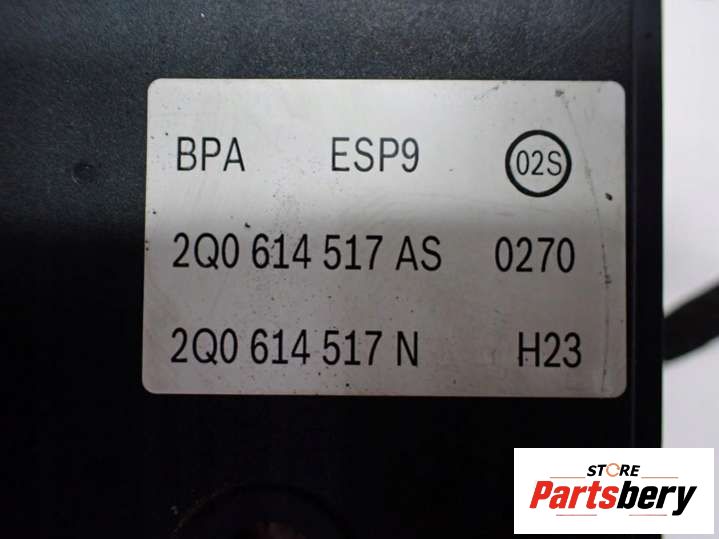 BPA ESP9 02S
2Q0 614 517 AS 0270
2Q0 614 517 N H23
STORE
Partsbery